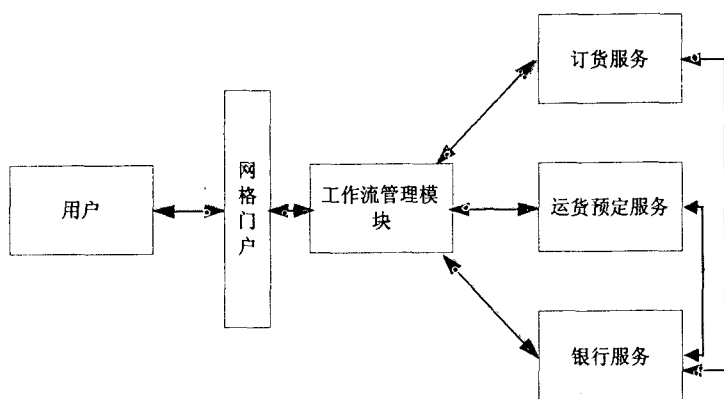 用户
网
格
门
户
工作流管理模
块
订货服务
运货预定服务
银行服务